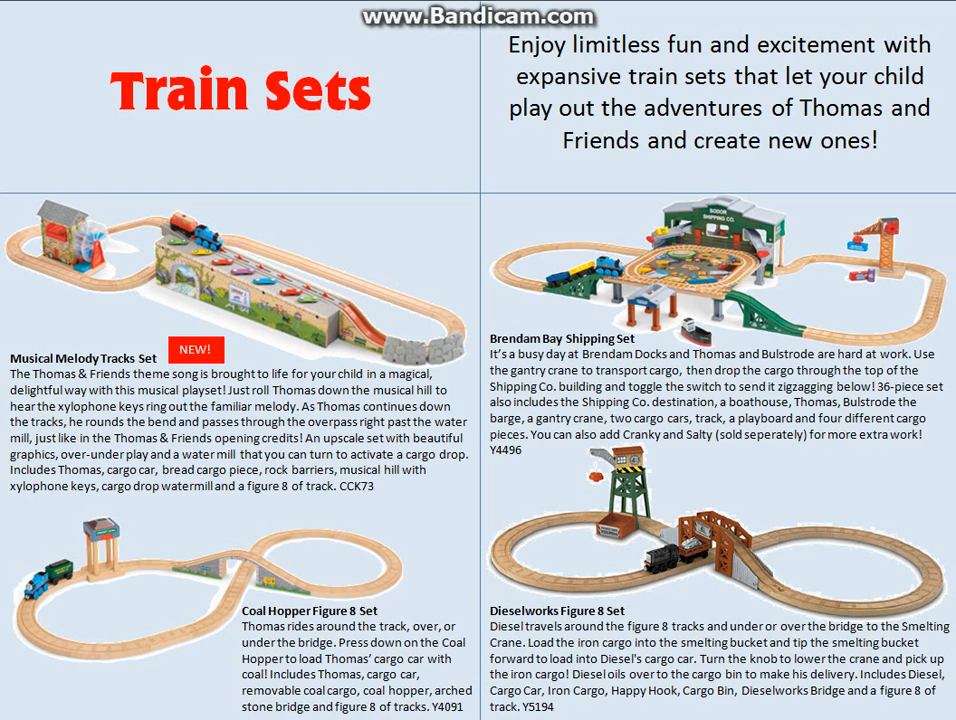 www.Bandicam.com
Train Sets
Enjoy limitless fun and excitement with
expansive train sets that let your child
play out the adventures of Thomas and
Friends and create new ones!
SODOR
SHIPPING CO.
Musical Melody Tracks Set
NEW!
The Thomas & Friends theme song is brought to life for your child in a magical,
delightful way with this musical playset! Just roll Thomas down the musical hill to
hear the xylophone keys ring out the familiar melody. As Thomas continues down
the tracks, he rounds the bend and passes through the overpass right past the water
mill, just like in the Thomas & Friends opening credits! An upscale set with beautiful
graphics, over-under play and a water mill that you can turn to activate a cargo drop.
Includes Thomas, cargo car, bread cargo piece, rock barriers, musical hill with
xylophone keys, cargo drop watermill and a figure 8 of track. CCK73
Brendam Bay Shipping Set
It's a busy day at Brendam Docks and Thomas and Bulstrode are hard at work. Use
the gantry crane to transport cargo, then drop the cargo through the top of the
Shipping Co. building and toggle the switch to send it zigzagging below! 36-piece set
also includes the Shipping Co. destination, a boathouse, Thomas, Bulstrode the
barge, a gantry crane, two cargo cars, track, a playboard and four different cargo
pieces. You can also add Cranky and Salty (sold seperately) for more extra work!
Y4496
Coal Hopper Figure 8 Set
Thomas rides around the track, over, or
under the bridge. Press down on the Coal
Hopper to load Thomas' cargo car with
coal! Includes Thomas, cargo car,
removable coal cargo, coal hopper, arched
stone bridge and figure 8 of tracks. Y4091
Dieselworks Figure 8 Set
Diesel travels around the figure 8 tracks and under or over the bridge to the Smelting
Crane. Load the iron cargo into the smelting bucket and tip the smelting bucket
forward to load into Diesel's cargo car. Turn the knob to lower the crane and pick up
the iron cargo! Diesel oils over to the cargo bin to make his delivery. Includes Diesel,
Cargo Car, Iron Cargo, Happy Hook, Cargo Bin, Dieselworks Bridge and a figure 8 of
track. Y5194